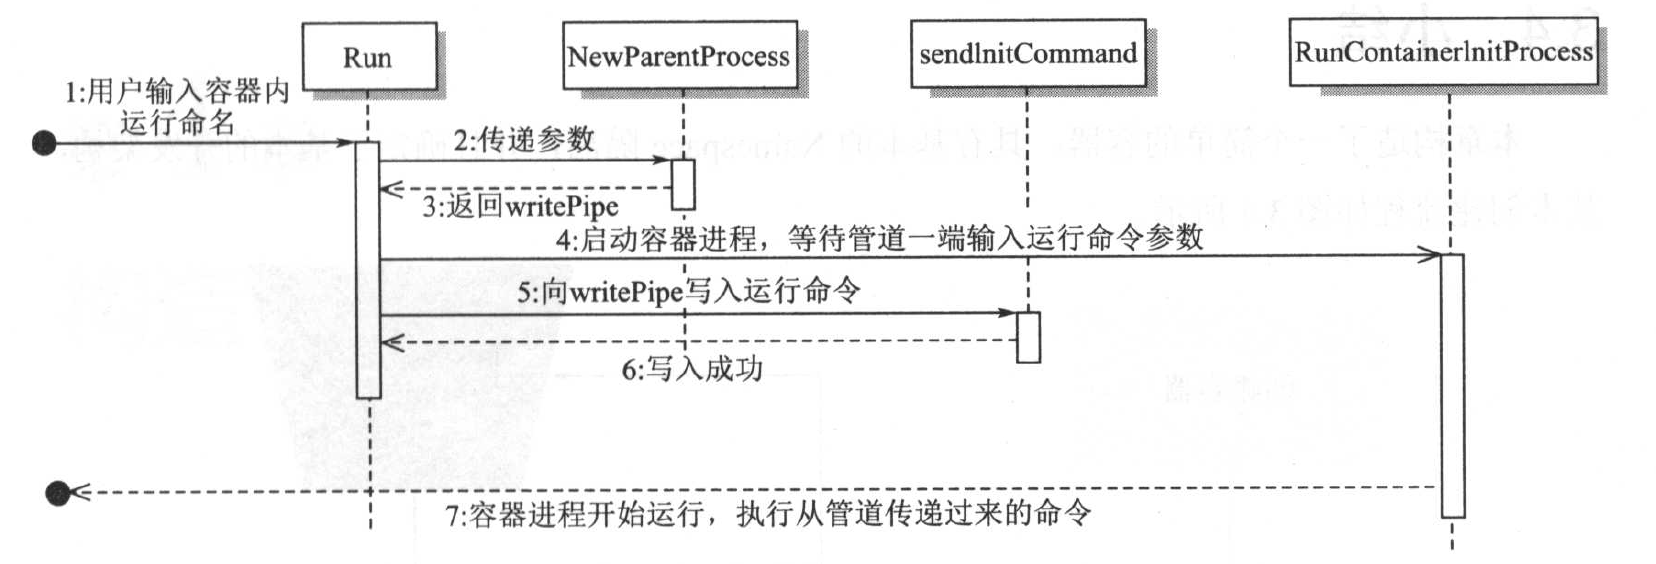 Run
NewParentProcess
sendInitCommand
RunContainerInitProcess
1:用户输入容器内
运行命名
2:传递参数
3:返回writePipe
4:启动容器进程，等待管道一端输入运行命令参数
5:向writePipe写入运行命令
6:写入成功
7:容器进程开始运行，执行从管道传递过来的命令